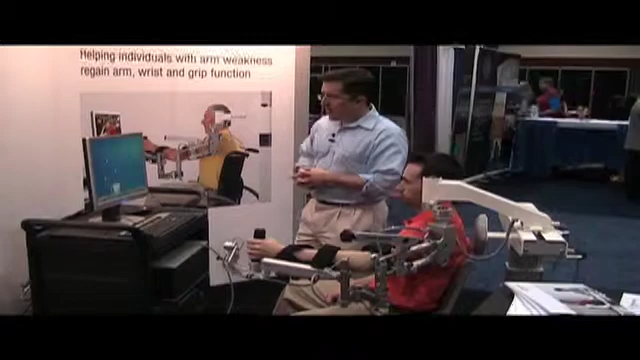 Helping individuals with arm weakness
regain arm, wrist and grip function